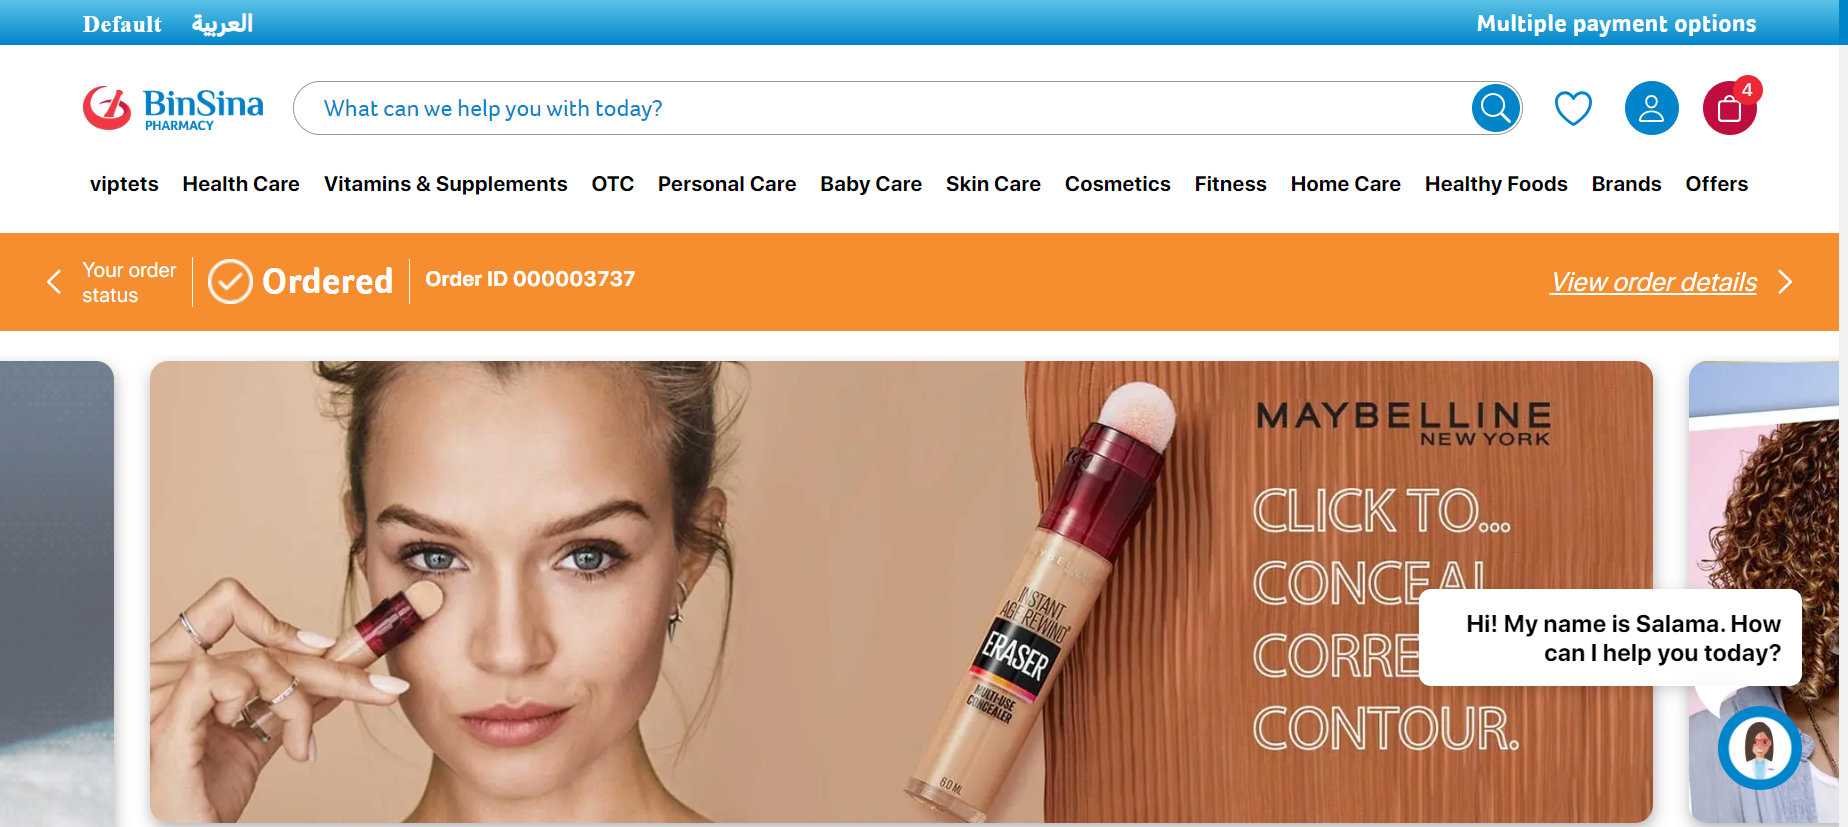 Default العربية Multiple payment options
BinSina
PHARMACY
What can we help you with today?
4
viptets Health Care Vitamins & Supplements OTC Personal Care Baby Care Skin Care Cosmetics Fitness Home Care Healthy Foods Brands Offers
Your order
status
Ordered
Order ID 000003737
View order details
MAYBELLINE
NEW YORK
CLICK TO...
CONCEAL
CORRE
CONTOUR.
INSTANT
AGE REWIND®
ERASER
MULTI-USE
CONCEALER
6.0 ML
Hi! My name is Salama. How
can I help you today?